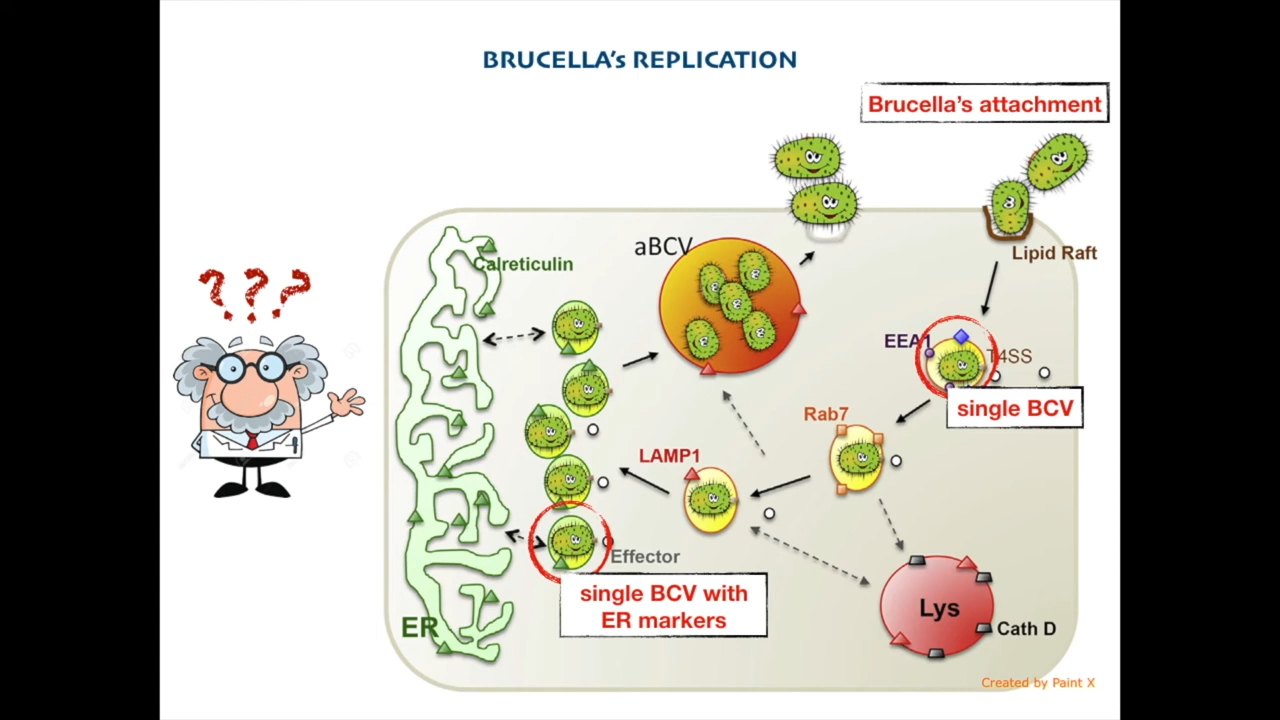 BRUCELLA's REPLICATION
Brucella's attachment
???
aBCV
Calreticulin
Lipid Raft
EEA1
T4SS
single BCV
Rab7
LAMP1
Effector
single BCV with
ER markers
ER
Lys
Cath D
Created by Paint X